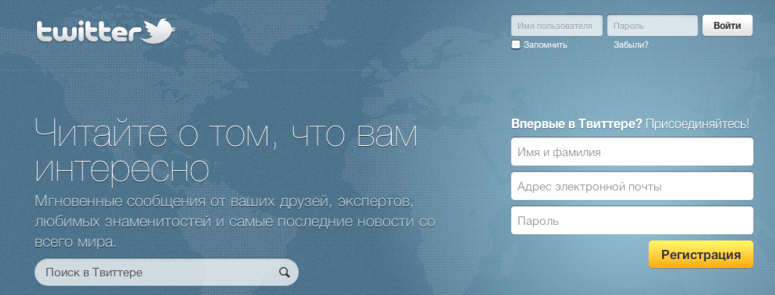 twitter
Имя пользователя
Пароль
Войти
Запомнить
Забыли?
Читайте о том, что вам
интересно
Мгновенные сообщения от ваших друзей, экспертов,
любимых знаменитостей и самые последние новости со
всего мира.
Поиск в Твиттере
Впервые в Твиттере? Присоединяйтесь!
Имя и фамилия
Адрес электронной почты
Пароль
Регистрация